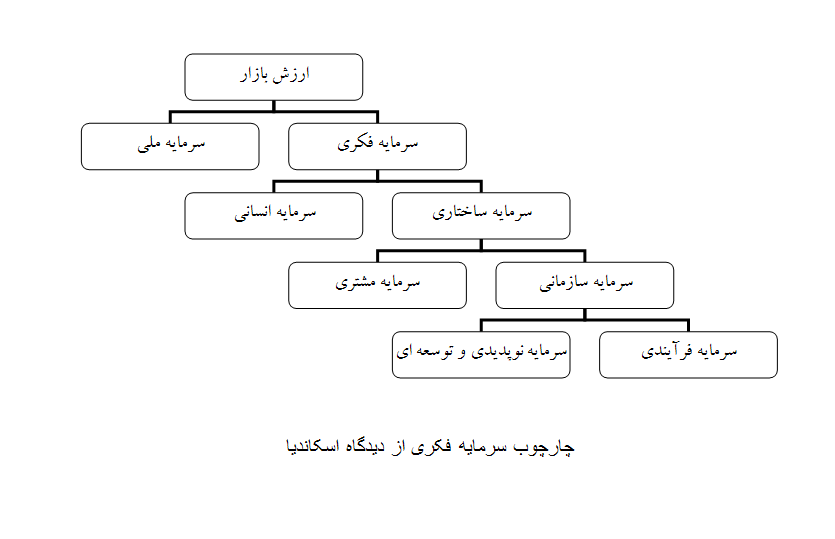 ارزش بازار
سرمایه فکری
سرمایه ملی
سرمایه ساختاری
سرمایه انسانی
سرمایه سازمانی
سرمایه مشتری
سرمایه فرآیندی
سرمایه نوپدیدی و توسعه ای
چارچوب سرمایه فکری از دیدگاه اسکاندیا